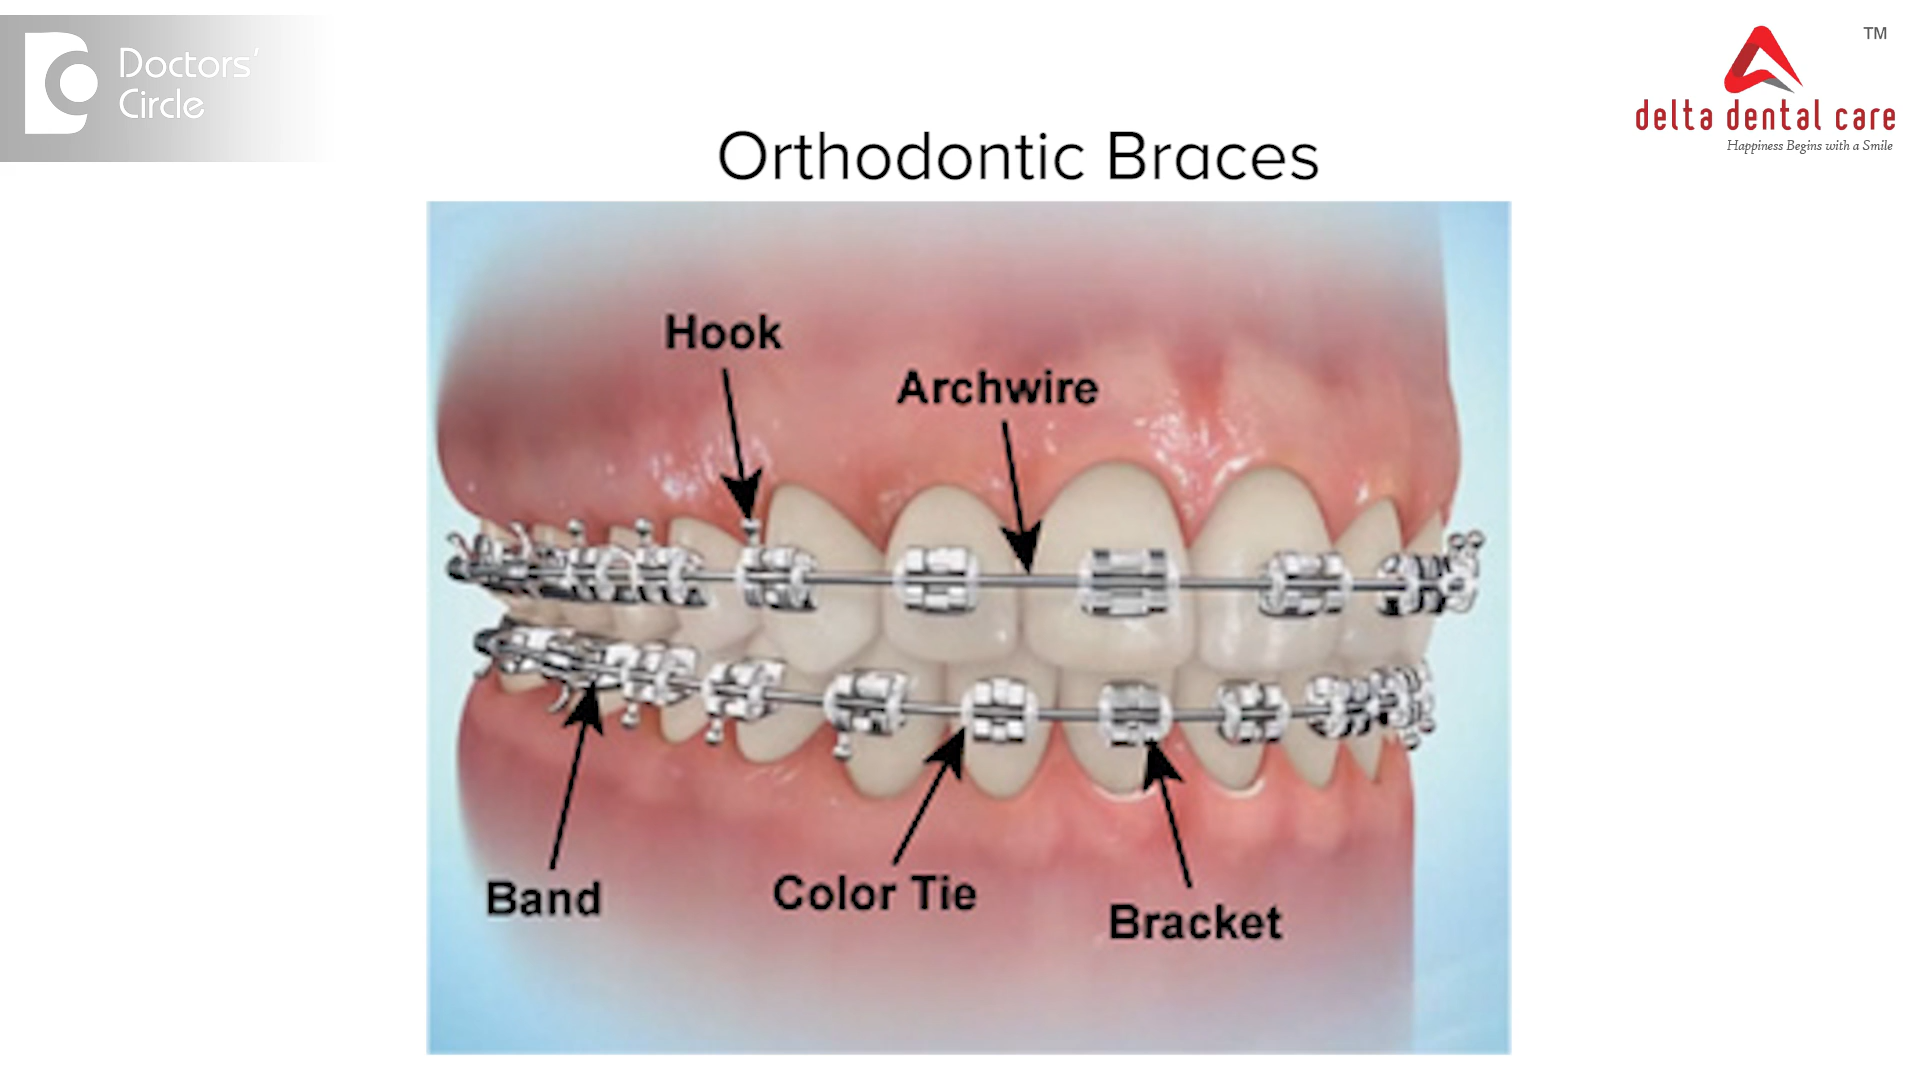 Doctors'
Circle
TM
delta dental care
Happiness Begins with a Smile
Orthodontic Braces
Hook
Archwire
Band
Color Tie
Bracket